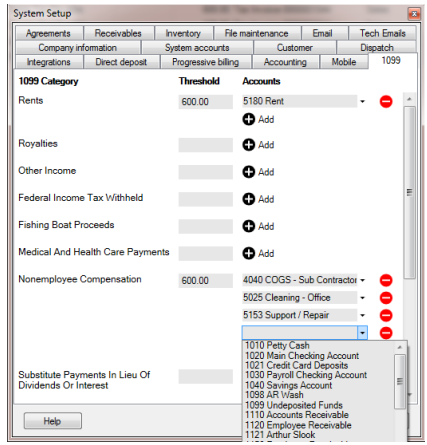 System Setup
Agreements Receivables Inventory File maintenance Email Tech Emails
Company information System accounts Customer Dispatch
Integrations Direct deposit Progressive billing Accounting Mobile 1099
1099 Category Threshold Accounts
Rents 600.00 5180 Rent
Add
Royalties Add
Other Income Add
Federal Income Tax Withheld Add
Fishing Boat Proceeds Add
Medical And Health Care Payments Add
Nonemployee Compensation 600.00 4040 COGS - Sub Contractor
5025 Cleaning - Office
5153 Support / Repair
1010 Petty Cash
1020 Main Checking Account
1021 Credit Card Deposits
1030 Payroll Checking Account
1040 Savings Account
1098 AR Wash
1099 Undeposited Funds
1110 Accounts Receivable
1120 Employee Receivable
1121 Arthur Slook
Substitute Payments In Lieu Of
Dividends Or Interest
Help